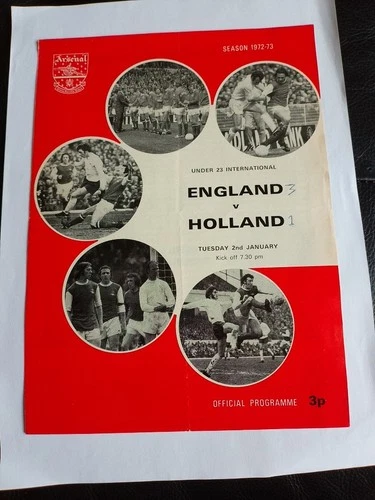 Arsenal
SEASON 1972-73
UNDER 23 INTERNATIONAL
ENGLAND 3
v
HOLLAND 1
TUESDAY 2nd JANUARY
Kick off 7.30 pm
OFFICIAL PROGRAMME 3p